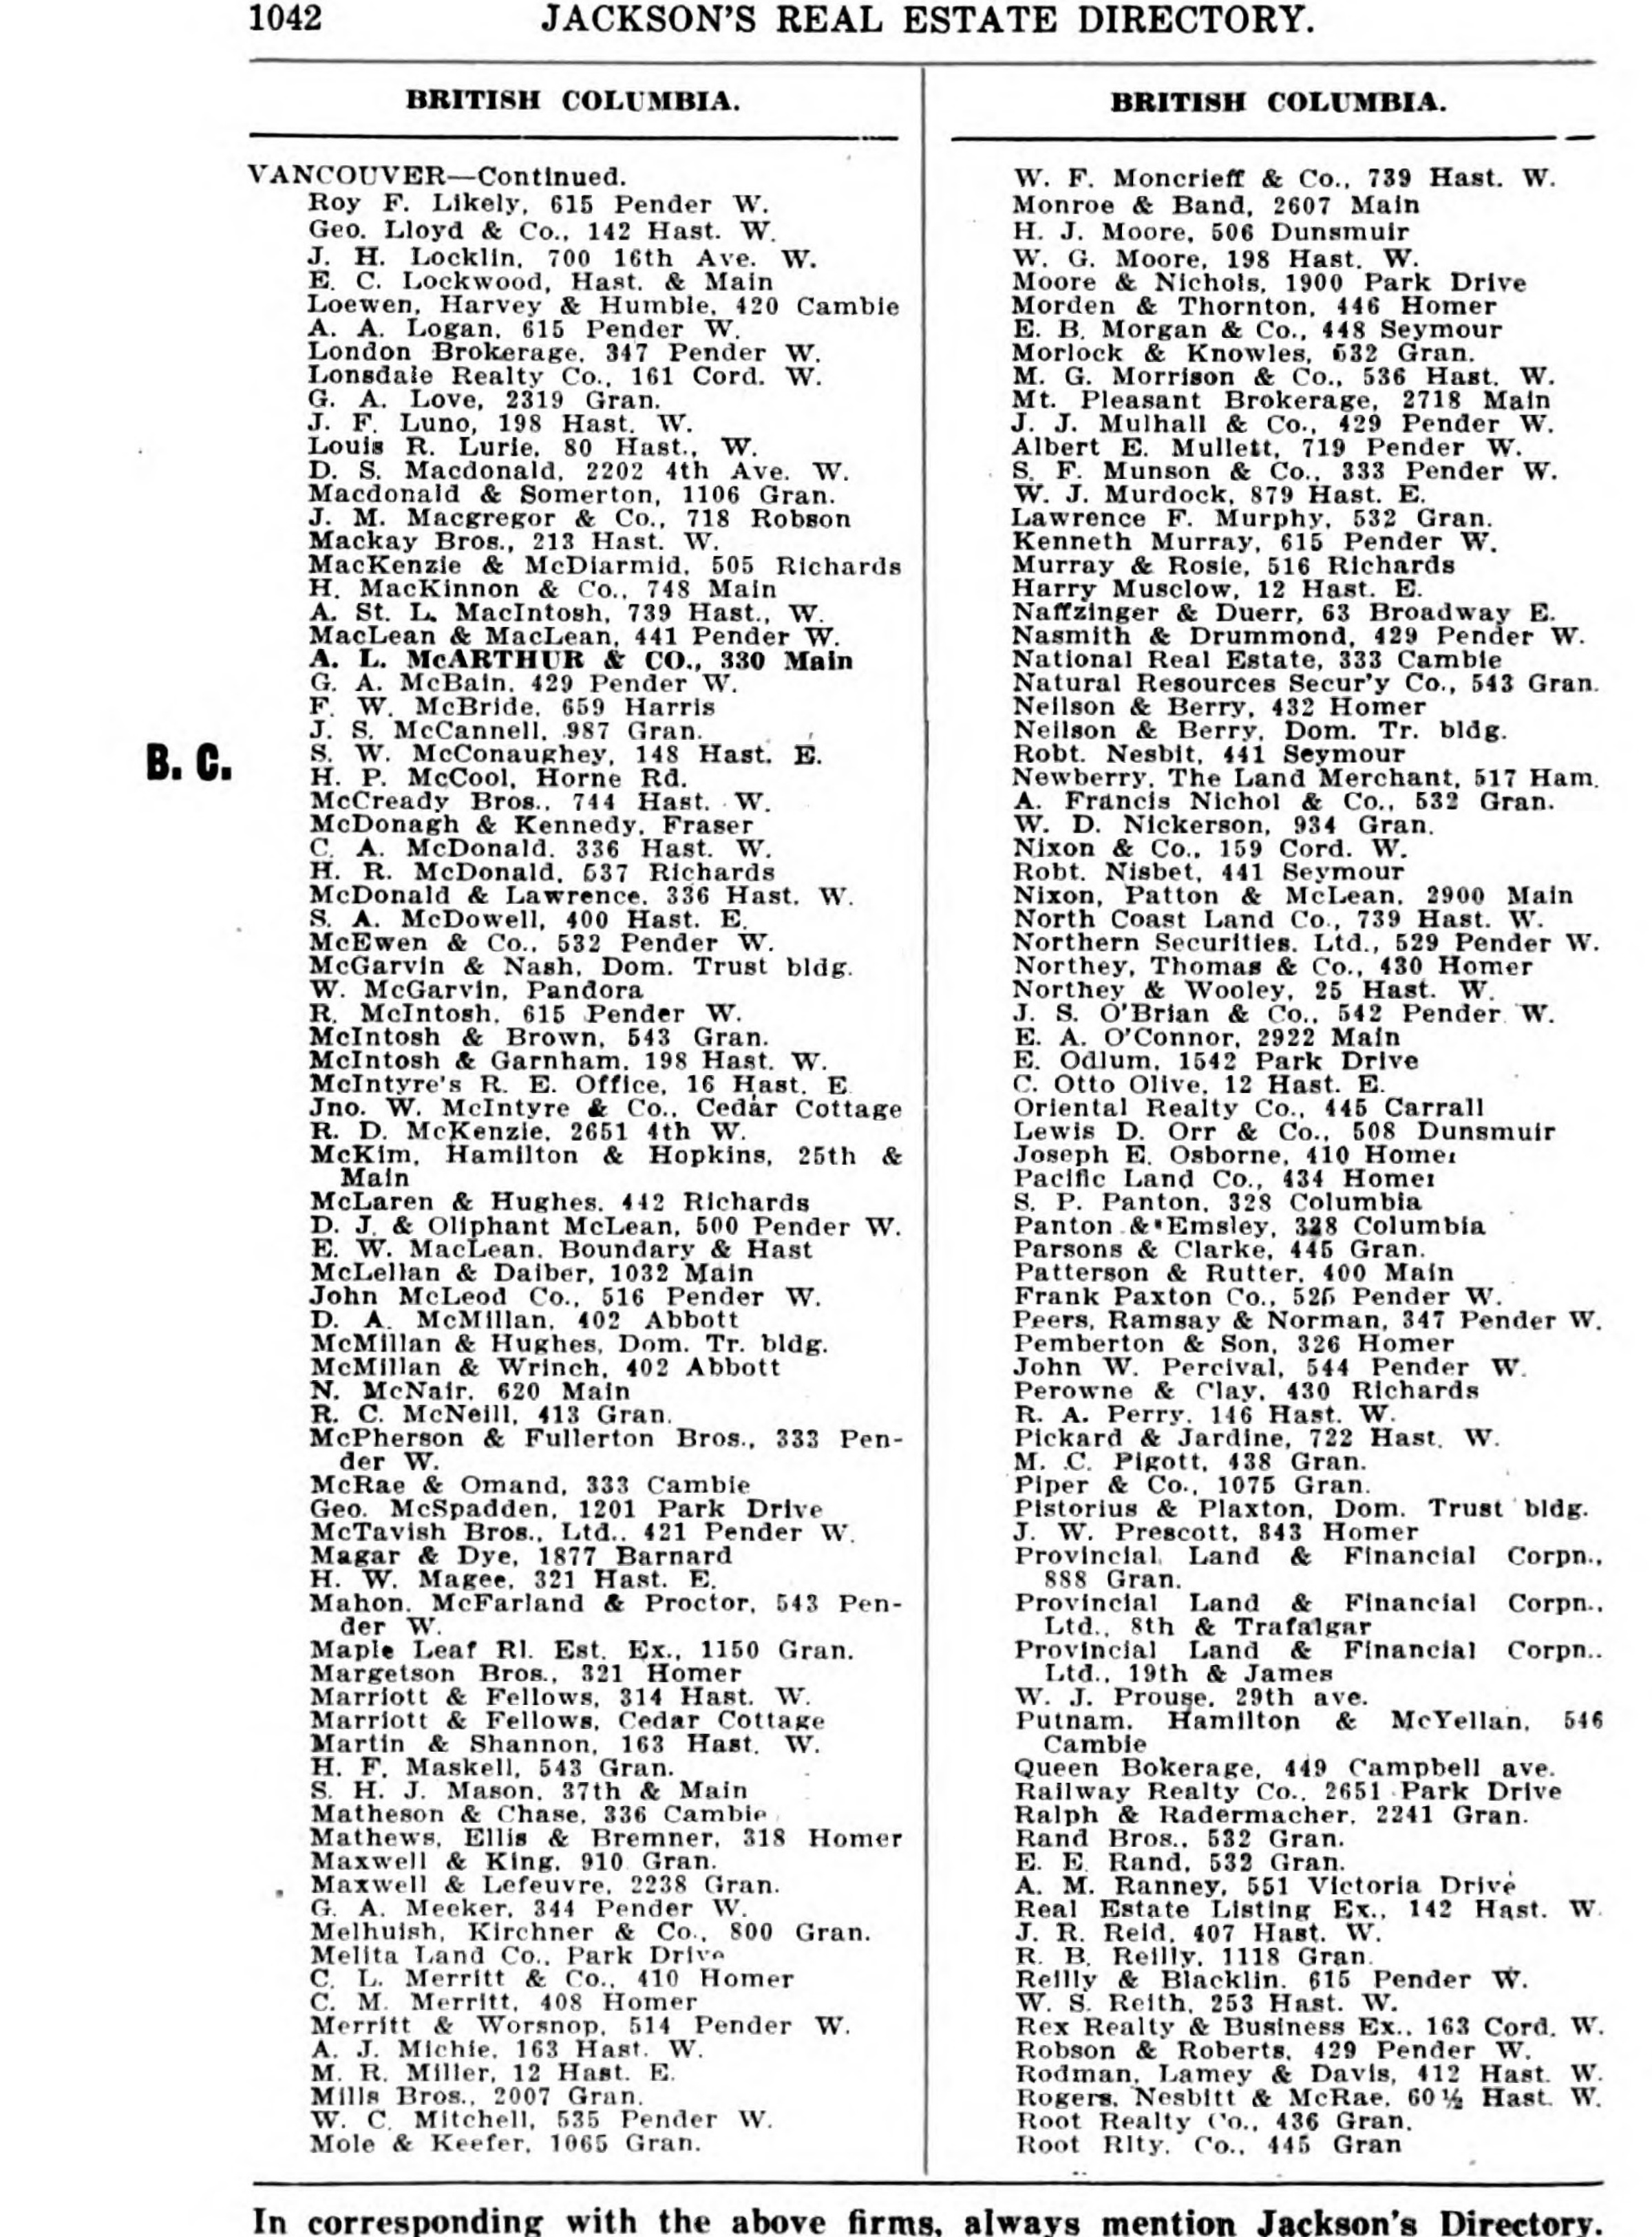 1042 JACKSON'S REAL ESTATE DIRECTORY.
BRITISH COLUMBIA.
VANCOUVER—Continued.
Roy F. Likely, 615 Pender W.
Geo. Lloyd & Co., 142 Hast. W.
J. H. Locklin, 700 16th Ave. W.
E. C. Lockwood, Hast. & Main
Loewen, Harvey & Humble, 420 Cambie
A. A. Logan, 615 Pender W.
London Brokerage, 347 Pender W.
Lonsdale Realty Co., 161 Cord. W.
G. A. Love, 2319 Gran.
J. F. Luno, 198 Hast. W.
Louis R. Lurie, 80 Hast., W.
D. S. Macdonald, 2202 4th Ave. W.
Macdonald & Somerton, 1106 Gran.
J. M. Macgregor & Co., 718 Robson
Mackay Bros., 213 Hast. W.
MacKenzie & McDiarmid, 505 Richards
H. MacKinnon & Co., 748 Main
A. St. L. MacIntosh, 739 Hast., W.
MacLean & MacLean, 441 Pender W.
A. L. McARTHUR & CO., 330 Main
G. A. McBain, 429 Pender W.
F. W. McBride, 659 Harris
J. S. McCannell, 987 Gran.
B. C.
S. W. McConaughey, 148 Hast. E.
H. P. McCool, Horne Rd.
McCready Bros., 744 Hast. W.
McDonagh & Kennedy, Fraser
C. A. McDonald, 336 Hast. W.
H. R. McDonald, 537 Richards
McDonald & Lawrence, 336 Hast. W.
S. A. McDowell, 400 Hast. E.
McEwen & Co., 532 Pender W.
McGarvin & Nash, Dom. Trust bldg.
W. McGarvin, Pandora
R. McIntosh, 615 Pender W.
McIntosh & Brown, 543 Gran.
McIntosh & Garnham, 198 Hast. W.
McIntyre's R. E. Office, 16 Hast. E
Jno. W. McIntyre & Co., Cedar Cottage
R. D. McKenzie, 2651 4th W.
McKim, Hamilton & Hopkins, 25th &
Main
McLaren & Hughes, 442 Richards
D. J. & Oliphant McLean, 500 Pender W.
E. W. MacLean, Boundary & Hast
McLellan & Daiber, 1032 Main
John McLeod Co., 516 Pender W.
D. A. McMillan, 402 Abbott
McMillan & Hughes, Dom. Tr. bldg.
McMillan & Wrinch, 402 Abbott
N. McNair, 620 Main
R. C. McNeill, 413 Gran.
McPherson & Fullerton Bros., 333 Pen-
der W.
McRae & Omand, 333 Cambie
Geo. McSpadden, 1201 Park Drive
McTavish Bros., Ltd., 421 Pender W.
Magar & Dye, 1877 Barnard
H. W. Magee, 321 Hast. E.
Mahon, McFarland & Proctor, 543 Pen-
der W.
Maple Leaf Rl. Est. Ex., 1150 Gran.
Margetson Bros., 321 Homer
Marriott & Fellows, 314 Hast. W.
Marriott & Fellows, Cedar Cottage
Martin & Shannon, 163 Hast. W.
H. F. Maskell, 543 Gran.
S. H. J. Mason, 37th & Main
Matheson & Chase, 336 Cambie
Mathews, Ellis & Bremner, 318 Homer
Maxwell & King, 910 Gran.
Maxwell & Lefeuvre, 2238 Gran.
G. A. Meeker, 344 Pender W.
Melhuish, Kirchner & Co., 800 Gran.
Melita Land Co., Park Drive
C. L. Merritt & Co., 410 Homer
C. M. Merritt, 408 Homer
Merritt & Worsnop, 514 Pender W.
A. J. Michie, 163 Hast. W.
M. R. Miller, 12 Hast. E.
Mills Bros., 2007 Gran.
W. C. Mitchell, 535 Pender W.
Mole & Keefer, 1065 Gran.
BRITISH COLUMBIA.
W. F. Moncrieff & Co., 739 Hast. W.
Monroe & Band, 2607 Main
H. J. Moore, 506 Dunsmuir
W. G. Moore, 198 Hast. W.
Moore & Nichols, 1900 Park Drive
Morden & Thornton, 446 Homer
E. B. Morgan & Co., 448 Seymour
Morlock & Knowles, 532 Gran.
M. G. Morrison & Co., 536 Hast. W.
Mt. Pleasant Brokerage, 2718 Main
J. J. Mulhall & Co., 429 Pender W.
Albert E. Mullett, 719 Pender W.
S. F. Munson & Co., 333 Pender W.
W. J. Murdock, 879 Hast. E.
Lawrence F. Murphy, 532 Gran.
Kenneth Murray, 615 Pender W.
Murray & Rosie, 516 Richards
Harry Musclow, 12 Hast. E.
Naffzinger & Duerr, 63 Broadway E.
Nasmith & Drummond, 429 Pender W.
National Real Estate, 333 Cambie
Natural Resources Secur'y Co., 543 Gran.
Neilson & Berry, 432 Homer
Neilson & Berry, Dom. Tr. bldg.
Robt. Nesbit, 441 Seymour
Newberry, The Land Merchant, 517 Ham.
A. Francis Nichol & Co., 532 Gran.
W. D. Nickerson, 934 Gran.
Nixon & Co., 159 Cord. W.
Robt. Nisbet, 441 Seymour
Nixon, Patton & McLean, 2900 Main
North Coast Land Co., 739 Hast. W.
Northern Securities, Ltd., 529 Pender W.
Northey, Thomas & Co., 430 Homer
Northey & Wooley, 25 Hast. W.
J. S. O'Brian & Co., 542 Pender W.
E. A. O'Connor, 2922 Main
E. Odlum, 1542 Park Drive
C. Otto Olive, 12 Hast. E.
Oriental Realty Co., 445 Carrall
Lewis D. Orr & Co., 508 Dunsmuir
Joseph E. Osborne, 410 Homer
Pacific Land Co., 434 Homer
S. P. Panton, 328 Columbia
Panton & Emsley, 328 Columbia
Parsons & Clarke, 445 Gran.
Patterson & Rutter, 400 Main
Frank Paxton Co., 525 Pender W.
Peers, Ramsay & Norman, 347 Pender W.
Pemberton & Son, 326 Homer
John W. Percival, 544 Pender W.
Perowne & Clay, 430 Richards
R. A. Perry, 146 Hast. W.
Pickard & Jardine, 722 Hast. W.
M. C. Pigott, 438 Gran.
Piper & Co., 1075 Gran.
Pistorius & Plaxton, Dom. Trust bldg.
J. W. Prescott, 843 Homer
Provincial Land & Financial Corpn.,
888 Gran.
Provincial Land & Financial Corpn.,
Ltd., 8th & Trafalgar
Provincial Land & Financial Corpn..
Ltd., 19th & James
W. J. Prouse, 29th ave.
Putnam, Hamilton & McYellan, 546
Cambie
Queen Bokerage, 449 Campbell ave.
Railway Realty Co., 2651 Park Drive
Ralph & Radermacher, 2241 Gran.
Rand Bros., 532 Gran.
E. E. Rand, 532 Gran.
A. M. Ranney, 551 Victoria Drive
Real Estate Listing Ex., 142 Hast. W.
J. R. Reid, 407 Hast. W.
R. B. Reilly, 1118 Gran.
Reilly & Blacklin, 615 Pender W.
W. S. Reith, 253 Hast. W.
Rex Realty & Business Ex., 163 Cord. W.
Robson & Roberts, 429 Pender W.
Rodman, Lamey & Davis, 412 Hast. W.
Rogers, Nesbitt & McRae, 60½ Hast. W.
Root Realty Co., 436 Gran.
Root Rlty. Co., 445 Gran
In corresponding with the above firms, always mention Jackson's Directory.